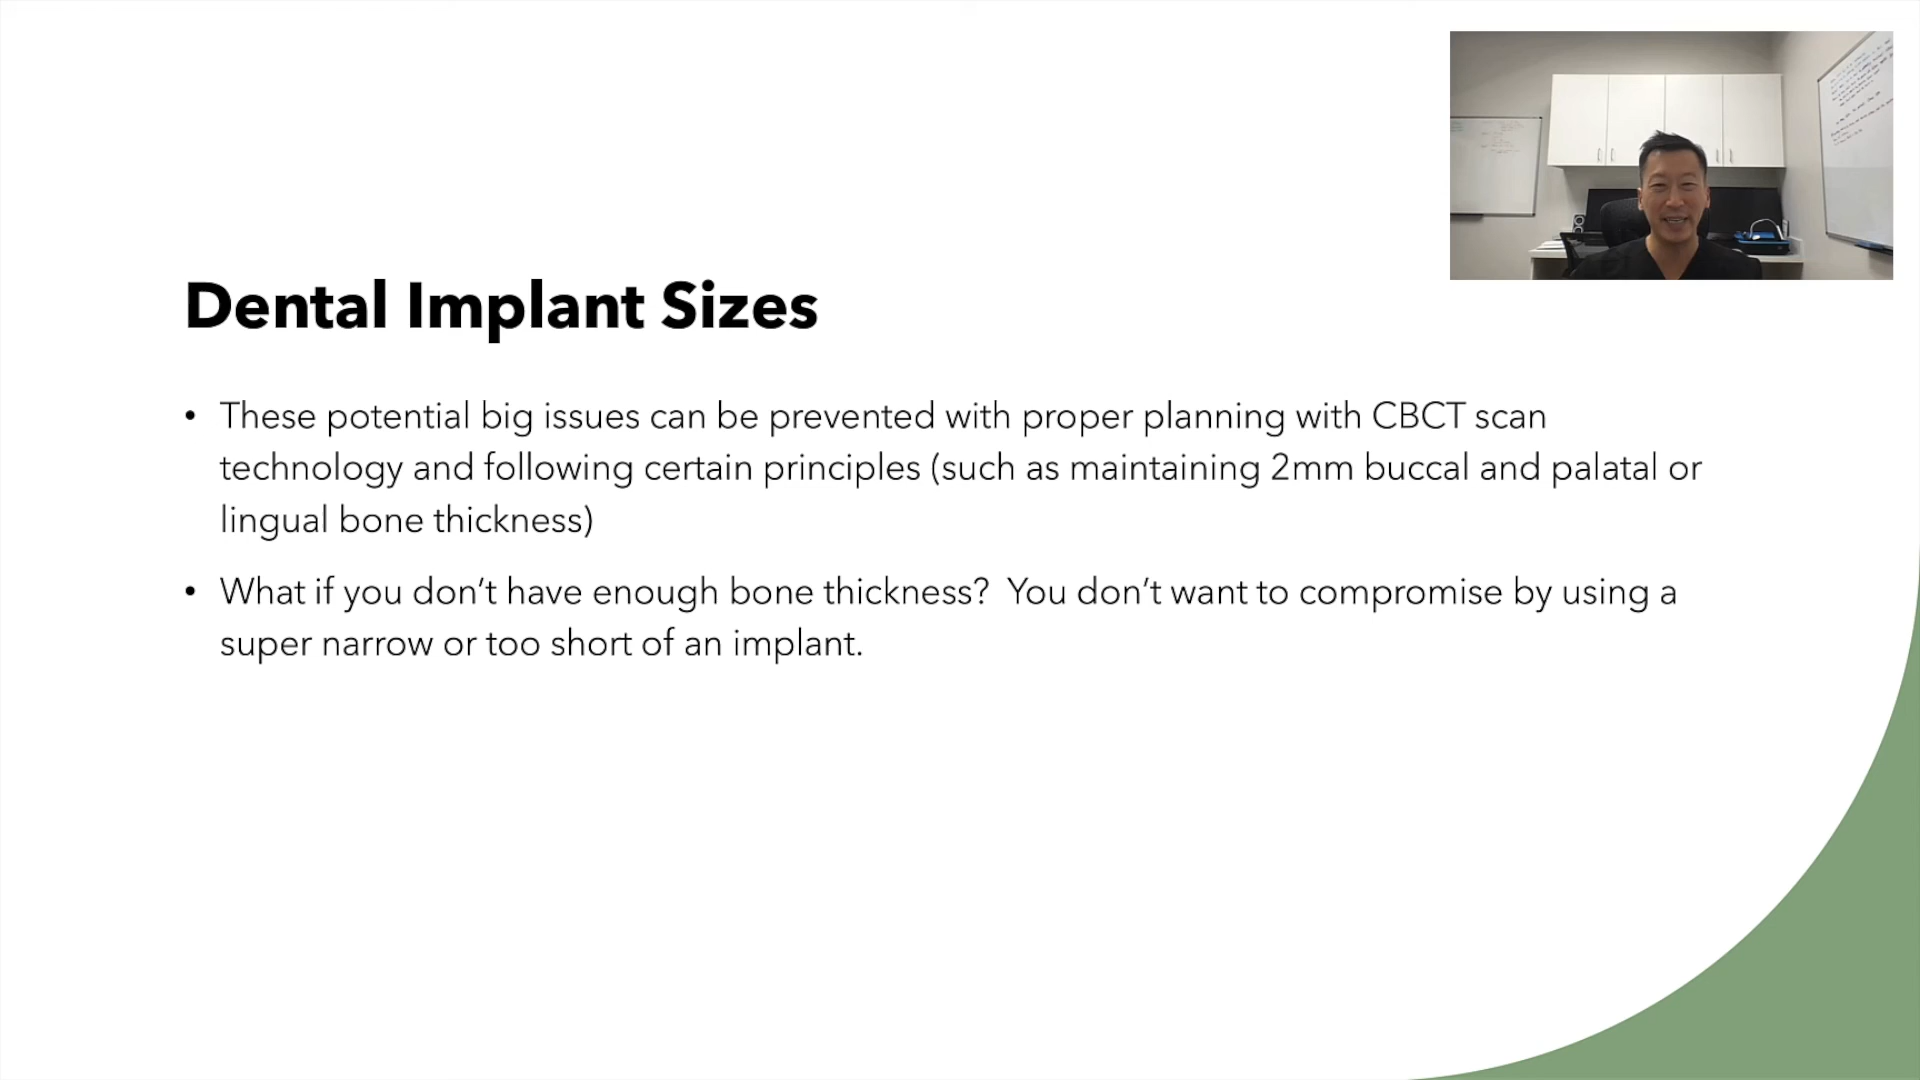 Dental Implant Sizes
• These potential big issues can be prevented with proper planning with CBCT scan
technology and following certain principles (such as maintaining 2mm buccal and palatal or
lingual bone thickness)
• What if you don’t have enough bone thickness?  You don’t want to compromise by using a
super narrow or too short of an implant.